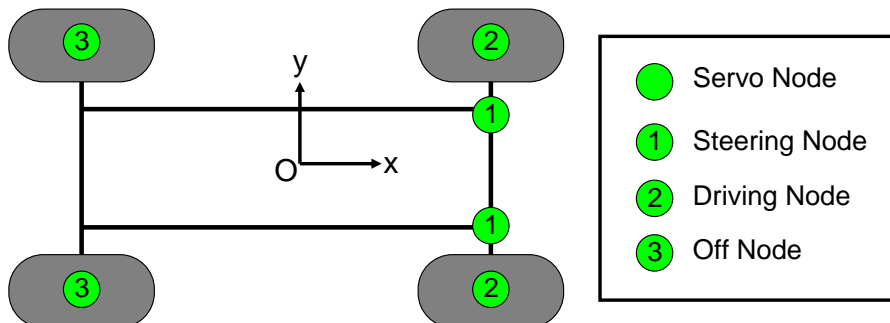 3
2
y
1
O
x
1
3
2
Servo Node
1 Steering Node
2 Driving Node
3 Off Node